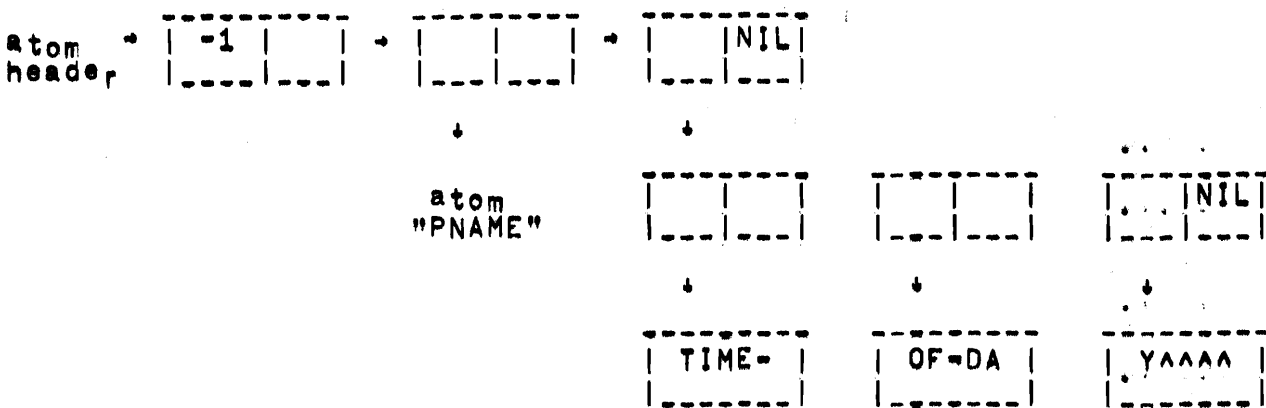 atom header → -1 → → NIL
atom
"PNAME"
NIL
TIME- OF-DA Y^^^^